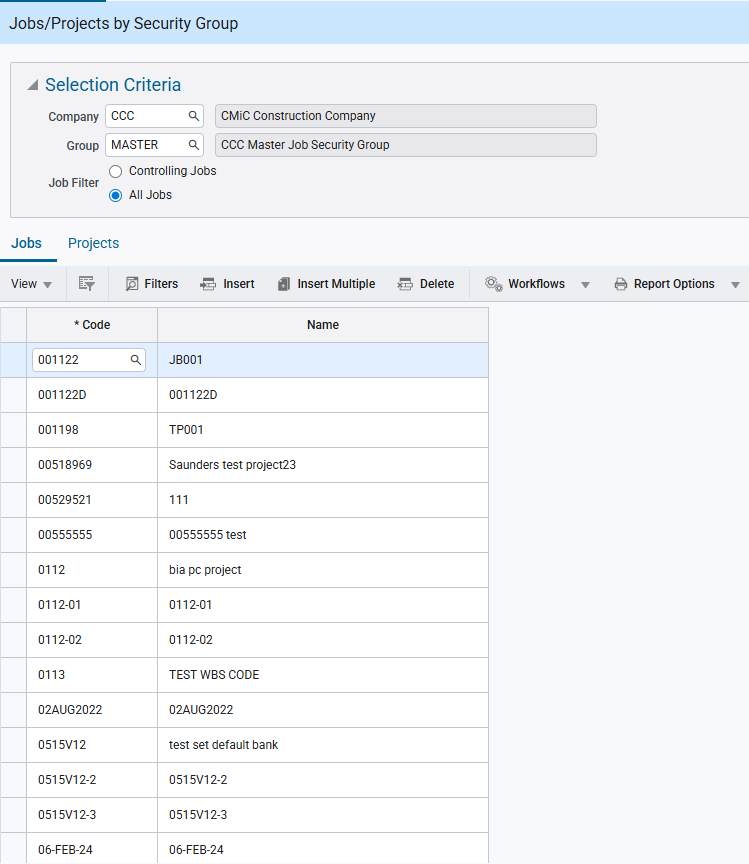 Jobs/Projects by Security Group
Selection Criteria
Company CCC CMiC Construction Company
Group MASTER CCC Master Job Security Group
Job Filter Controlling Jobs
All Jobs
Jobs Projects
View Filters Insert Insert Multiple Delete Workflows Report Options
* Code Name
001122 JB001
001122D 001122D
001198 TP001
00518969 Saunders test project23
00529521 111
00555555 00555555 test
0112 bia pc project
0112-01 0112-01
0112-02 0112-02
0113 TEST WBS CODE
02AUG2022 02AUG2022
0515V12 test set default bank
0515V12-2 0515V12-2
0515V12-3 0515V12-3
06-FEB-24 06-FEB-24